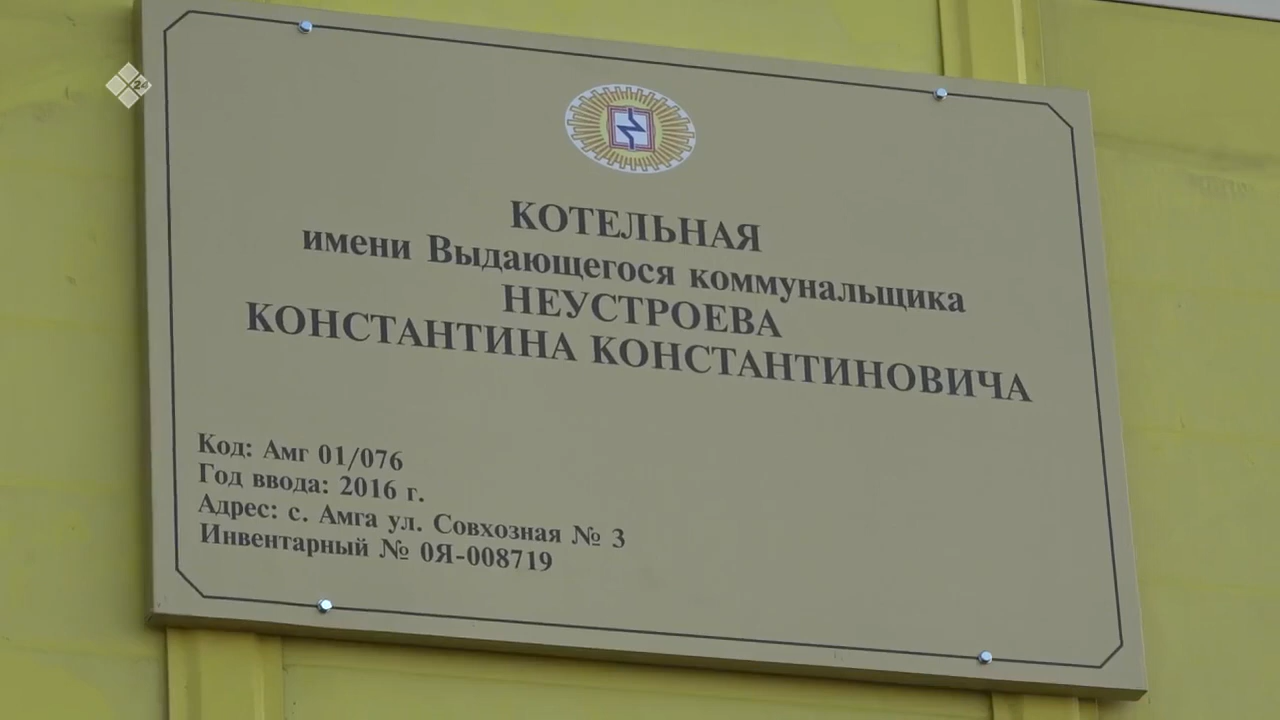 24
КОТЕЛЬНАЯ
имени Выдающегося коммунальщика
НЕУСТРОЕВА
КОНСТАНТИНА КОНСТАНТИНОВИЧА
Код: Амг 01/076
Год ввода: 2016 г.
Адрес: с. Амга ул. Совхозная № 3
Инвентарный № 0Я-008719